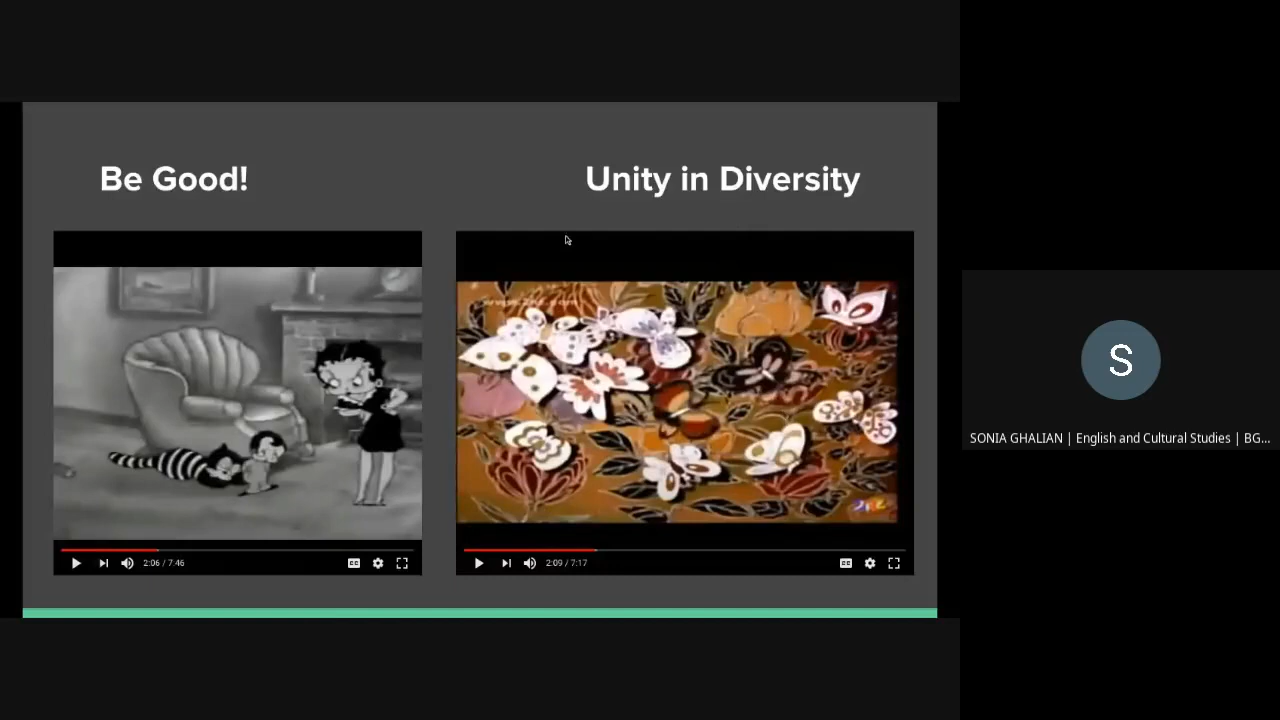 Be Good!
Unity in Diversity
2:06 / 7:46
2:09 / 7:17
S
SONIA GHALIAN | English and Cultural Studies | BG...